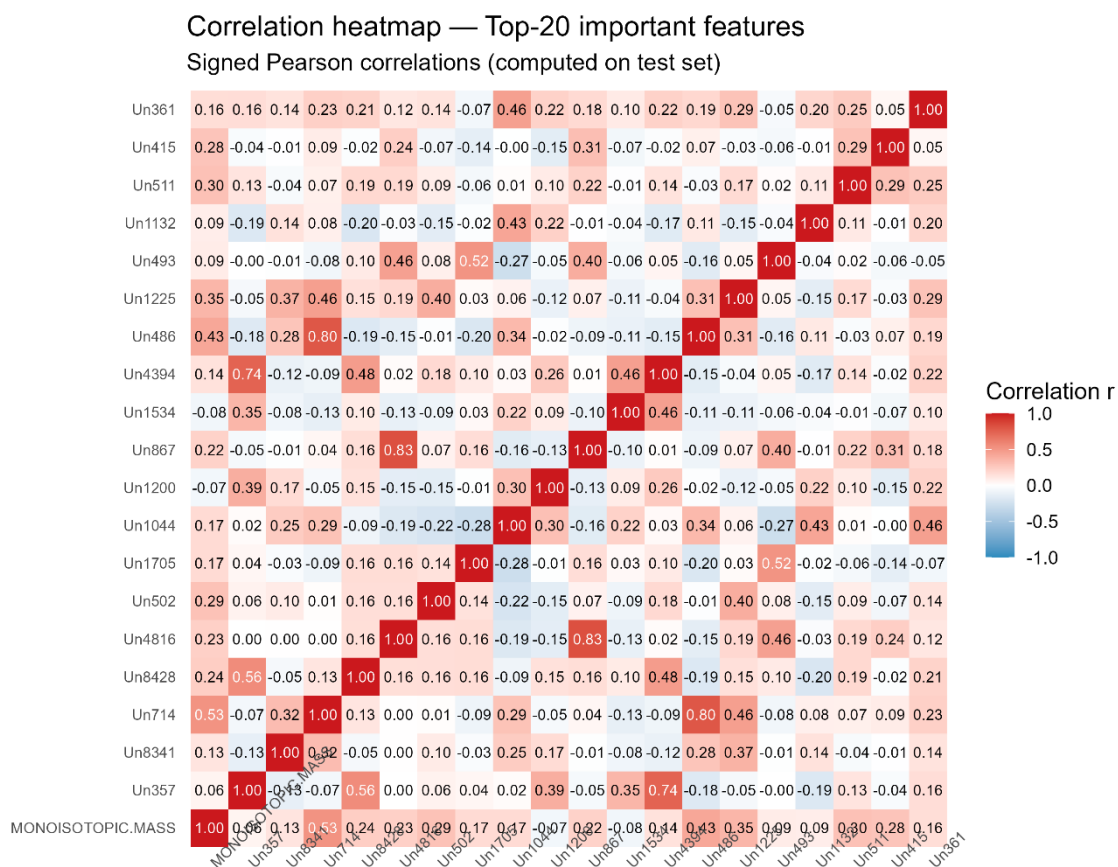 Correlation heatmap — Top-20 important features
Signed Pearson correlations (computed on test set)
Un361 0.16 0.16 0.14 0.23 0.21 0.12 0.14 -0.07 0.46 0.22 0.18 0.10 0.22 0.19 0.29 -0.05 0.20 0.25 0.05 1.00
Un415 0.28 -0.04 -0.01 0.09 -0.02 0.24 -0.07 -0.14 -0.00 -0.15 0.31 -0.07 -0.02 0.07 -0.03 -0.06 -0.01 0.29 1.00 0.05
Un511 0.30 0.13 -0.04 0.07 0.19 0.19 0.09 -0.06 0.01 0.10 0.22 -0.01 0.14 -0.03 0.17 0.02 0.11 1.00 0.29 0.25
Un1132 0.09 -0.19 0.14 0.08 -0.20 -0.03 -0.15 -0.02 0.43 0.22 -0.01 -0.04 -0.17 0.11 -0.15 -0.04 1.00 0.11 -0.01 0.20
Un493 0.09 -0.00 -0.01 -0.08 0.10 0.46 0.08 0.52 -0.27 -0.05 0.40 -0.06 0.05 -0.16 0.05 1.00 -0.04 0.02 -0.06 -0.05
Un1225 0.35 -0.05 0.37 0.46 0.15 0.19 0.40 0.03 0.06 -0.12 0.07 -0.11 -0.04 0.31 1.00 0.05 -0.15 0.17 -0.03 0.29
Un486 0.43 -0.18 0.28 0.80 -0.19 -0.15 -0.01 -0.20 0.34 -0.02 -0.09 -0.11 -0.15 1.00 0.31 -0.16 0.11 -0.03 0.07 0.19
Un4394 0.14 0.74 -0.12 -0.09 0.48 0.02 0.18 0.10 0.03 0.26 0.01 0.46 1.00 -0.15 -0.04 0.05 -0.17 0.14 -0.02 0.22
Correlation r
Un1534 -0.08 0.35 -0.08 -0.13 0.10 -0.13 -0.09 0.03 0.22 0.09 -0.10 1.00 0.46 -0.11 -0.11 -0.06 -0.04 -0.01 -0.07 0.10
1.0
Un867 0.22 -0.05 -0.01 0.04 0.16 0.83 0.07 0.16 -0.16 -0.13 1.00 -0.10 0.01 -0.09 0.07 0.40 -0.01 0.22 0.31 0.18
0.5
Un1200 -0.07 0.39 0.17 -0.05 0.15 -0.15 -0.15 -0.01 0.30 1.00 -0.13 0.09 0.26 -0.02 -0.12 -0.05 0.22 0.10 -0.15 0.22
0.0
Un1044 0.17 0.02 0.25 0.29 -0.09 -0.19 -0.22 -0.28 1.00 0.30 -0.16 0.22 0.03 0.34 0.06 -0.27 0.43 0.01 -0.00 0.46
-0.5
Un1705 0.17 0.04 -0.03 -0.09 0.16 0.16 0.14 1.00 -0.28 -0.01 0.16 0.03 0.10 -0.20 0.03 0.52 -0.02 -0.06 -0.14 -0.07
-1.0
Un502 0.29 0.06 0.10 0.01 0.16 0.16 1.00 0.14 -0.22 -0.15 0.07 -0.09 0.18 -0.01 0.40 0.08 -0.15 0.09 -0.07 0.14
Un4816 0.23 0.00 0.00 0.00 0.16 1.00 0.16 0.16 -0.19 -0.15 0.83 -0.13 0.02 -0.15 0.19 0.46 -0.03 0.19 0.24 0.12
Un8428 0.24 0.56 -0.05 0.13 1.00 0.16 0.16 0.16 -0.09 0.15 0.16 0.10 0.48 -0.19 0.15 0.10 -0.20 0.19 -0.02 0.21
Un714 0.53 -0.07 0.32 1.00 0.13 0.00 0.01 -0.09 0.29 -0.05 0.04 -0.13 -0.09 0.80 0.46 -0.08 0.08 0.07 0.09 0.23
Un8341 0.13 -0.13 1.00 0.32 -0.05 0.00 0.10 -0.03 0.25 0.17 -0.01 -0.08 -0.12 0.28 0.37 -0.01 0.14 -0.04 -0.01 0.14
Un357 0.06 1.00 -0.13 -0.07 0.56 0.00 0.06 0.04 0.02 0.39 -0.05 0.35 0.74 -0.18 -0.05 -0.00 -0.19 0.13 -0.04 0.16
MONOISOTOPIC.MASS 1.00 0.06 0.13 0.53 0.24 0.23 0.29 0.17 0.17 -0.07 0.22 -0.08 0.14 0.43 0.35 0.09 0.09 0.30 0.28 0.16
MONOISOTOPIC.MASS Un357 Un8341 Un714 Un8428 Un4816 Un502 Un1705 Un1044 Un1200 Un867 Un1534 Un4394 Un486 Un1225 Un493 Un1132 Un511 Un415 Un361